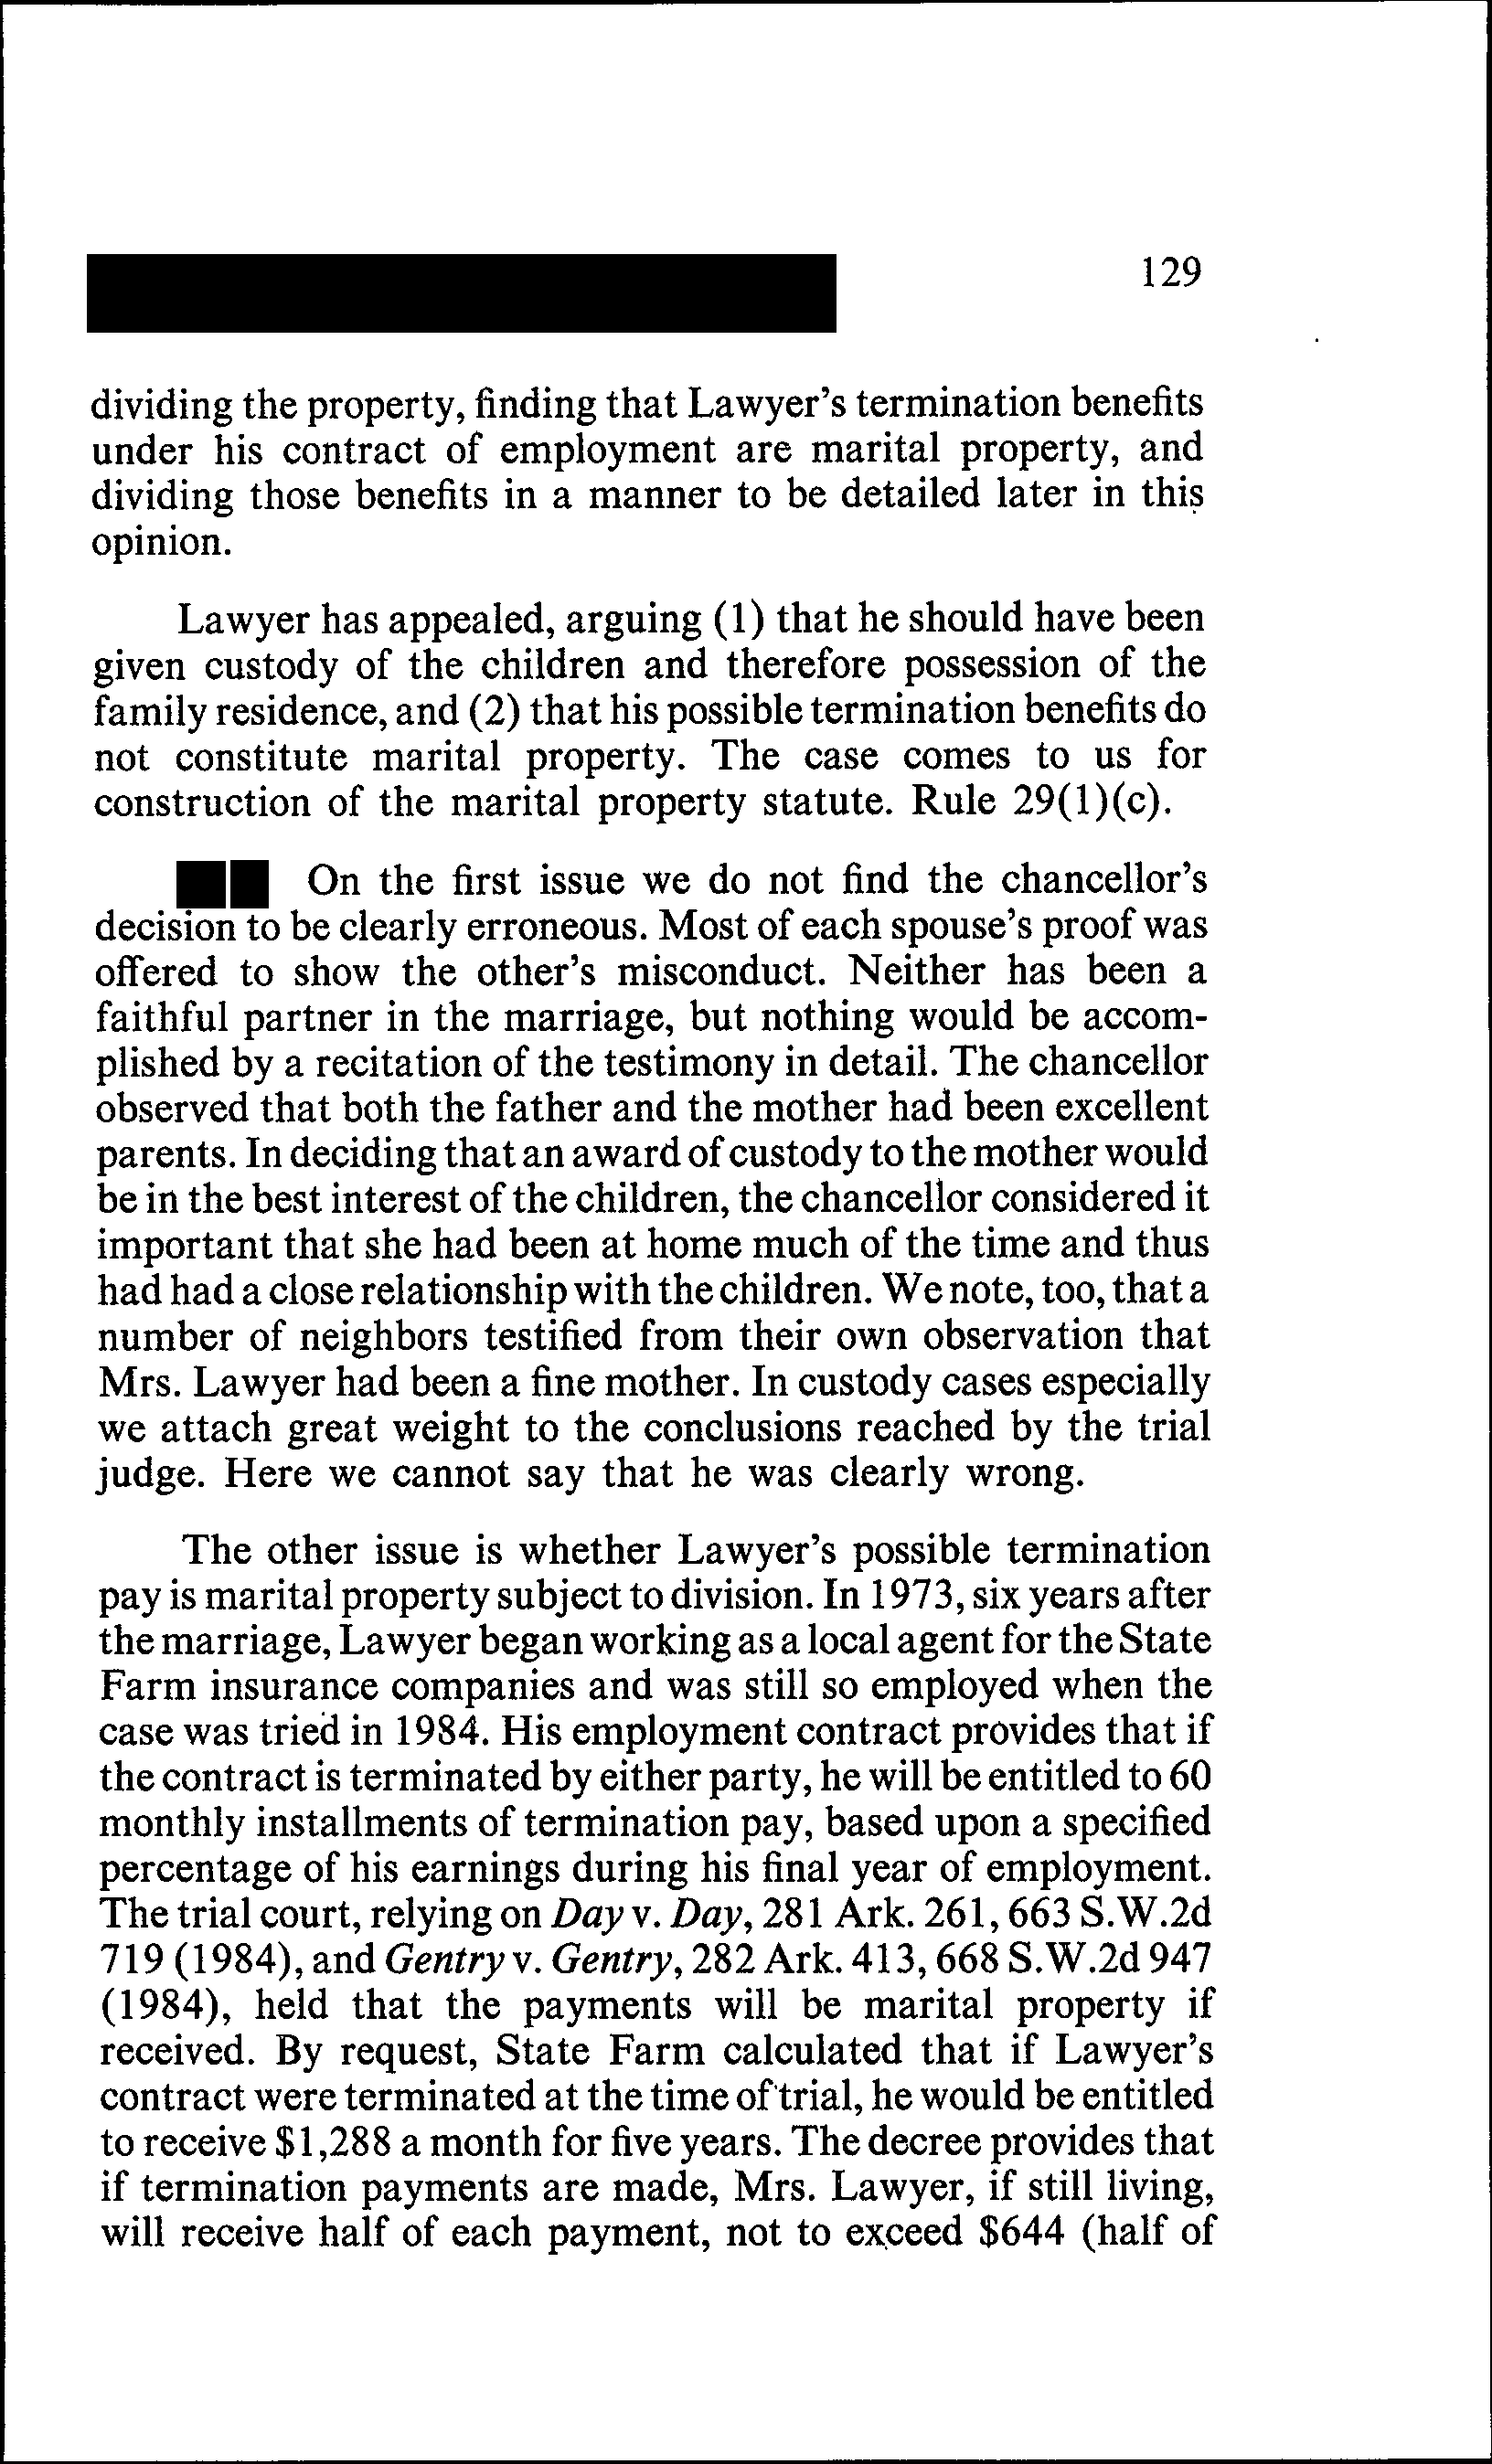 129
dividing the property, finding that Lawyer's termination benefits
under his contract of employment are marital property, and
dividing those benefits in a manner to be detailed later in this
opinion.
Lawyer has appealed, arguing (1) that he should have been
given custody of the children and therefore possession of the
family residence, and (2) that his possible termination benefits do
not constitute marital property. The case comes to us for
construction of the marital property statute. Rule 29(1)(c).
On the first issue we do not find the chancellor's
decision to be clearly erroneous. Most of each spouse's proof was
offered to show the other's misconduct. Neither has been a
faithful partner in the marriage, but nothing would be accom-
plished by a recitation of the testimony in detail. The chancellor
observed that both the father and the mother had been excellent
parents. In deciding that an award of custody to the mother would
be in the best interest of the children, the chancellor considered it
important that she had been at home much of the time and thus
had had a close relationship with the children. We note, too, that a
number of neighbors testified from their own observation that
Mrs. Lawyer had been a fine mother. In custody cases especially
we attach great weight to the conclusions reached by the trial
judge. Here we cannot say that he was clearly wrong.
The other issue is whether Lawyer's possible termination
pay is marital property subject to division. In 1973, six years after
the marriage, Lawyer began working as a local agent for the State
Farm insurance companies and was still so employed when the
case was tried in 1984. His employment contract provides that if
the contract is terminated by either party, he will be entitled to 60
monthly installments of termination pay, based upon a specified
percentage of his earnings during his final year of employment.
The trial court, relying on Day v. Day, 281 Ark. 261, 663 S.W.2d
719 (1984), and Gentry v. Gentry, 282 Ark. 413, 668 S.W.2d 947
(1984), held that the payments will be marital property if
received. By request, State Farm calculated that if Lawyer's
contract were terminated at the time of trial, he would be entitled
to receive $1,288 a month for five years. The decree provides that
if termination payments are made, Mrs. Lawyer, if still living,
will receive half of each payment, not to exceed $644 (half of